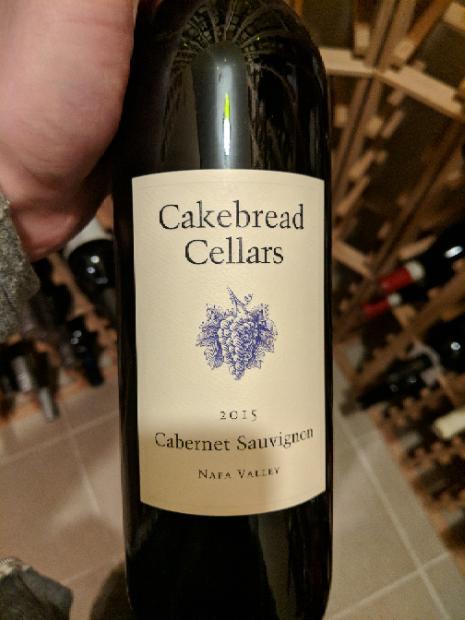 Cakebread
Cellars
2015
Cabernet Sauvignon
Napa Valley